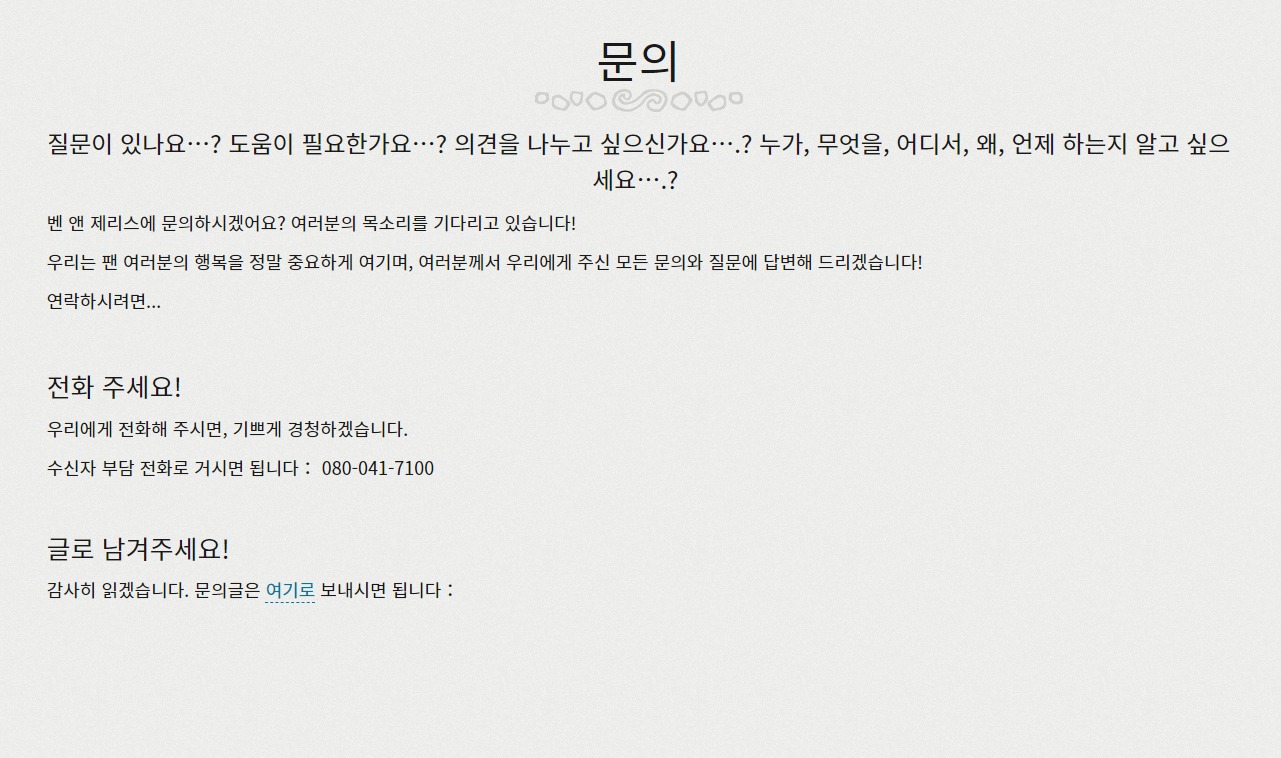 문의
질문이 있나요…? 도움이 필요한가요…? 의견을 나누고 싶으신가요….? 누가, 무엇을, 어디서, 왜, 언제 하는지 알고 싶으
세요….?
벤 앤 제리스에 문의하시겠어요? 여러분의 목소리를 기다리고 있습니다!
우리는 팬 여러분의 행복을 정말 중요하게 여기며, 여러분께서 우리에게 주신 모든 문의와 질문에 답변해 드리겠습니다!
연락하시려면...
전화 주세요!
우리에게 전화해 주시면, 기쁘게 경청하겠습니다.
수신자 부담 전화로 거시면 됩니다： 080-041-7100
글로 남겨주세요!
감사히 읽겠습니다. 문의글은 여기로 보내시면 됩니다：